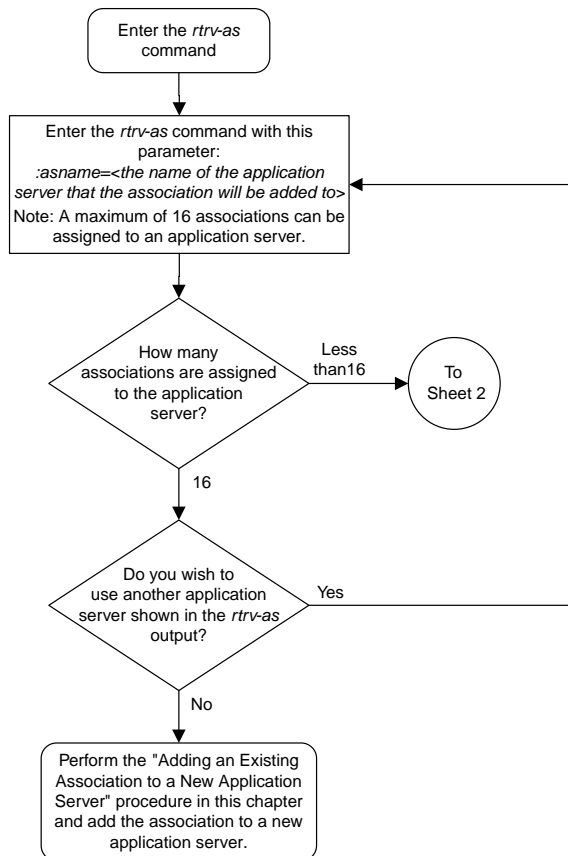 Enter the rtrv-as
command
Enter the rtrv-as command with this
parameter:
:asname=<the name of the application
server that the association will be added to>
Note: A maximum of 16 associations can be
assigned to an application server.
How many
associations are assigned
to the application
server?
Less
than16
To
Sheet 2
16
Do you wish to
use another application
server shown in the rtrv-as
output?
Yes
No
Perform the "Adding an Existing
Association to a New Application
Server" procedure in this chapter
and add the association to a new
application server.